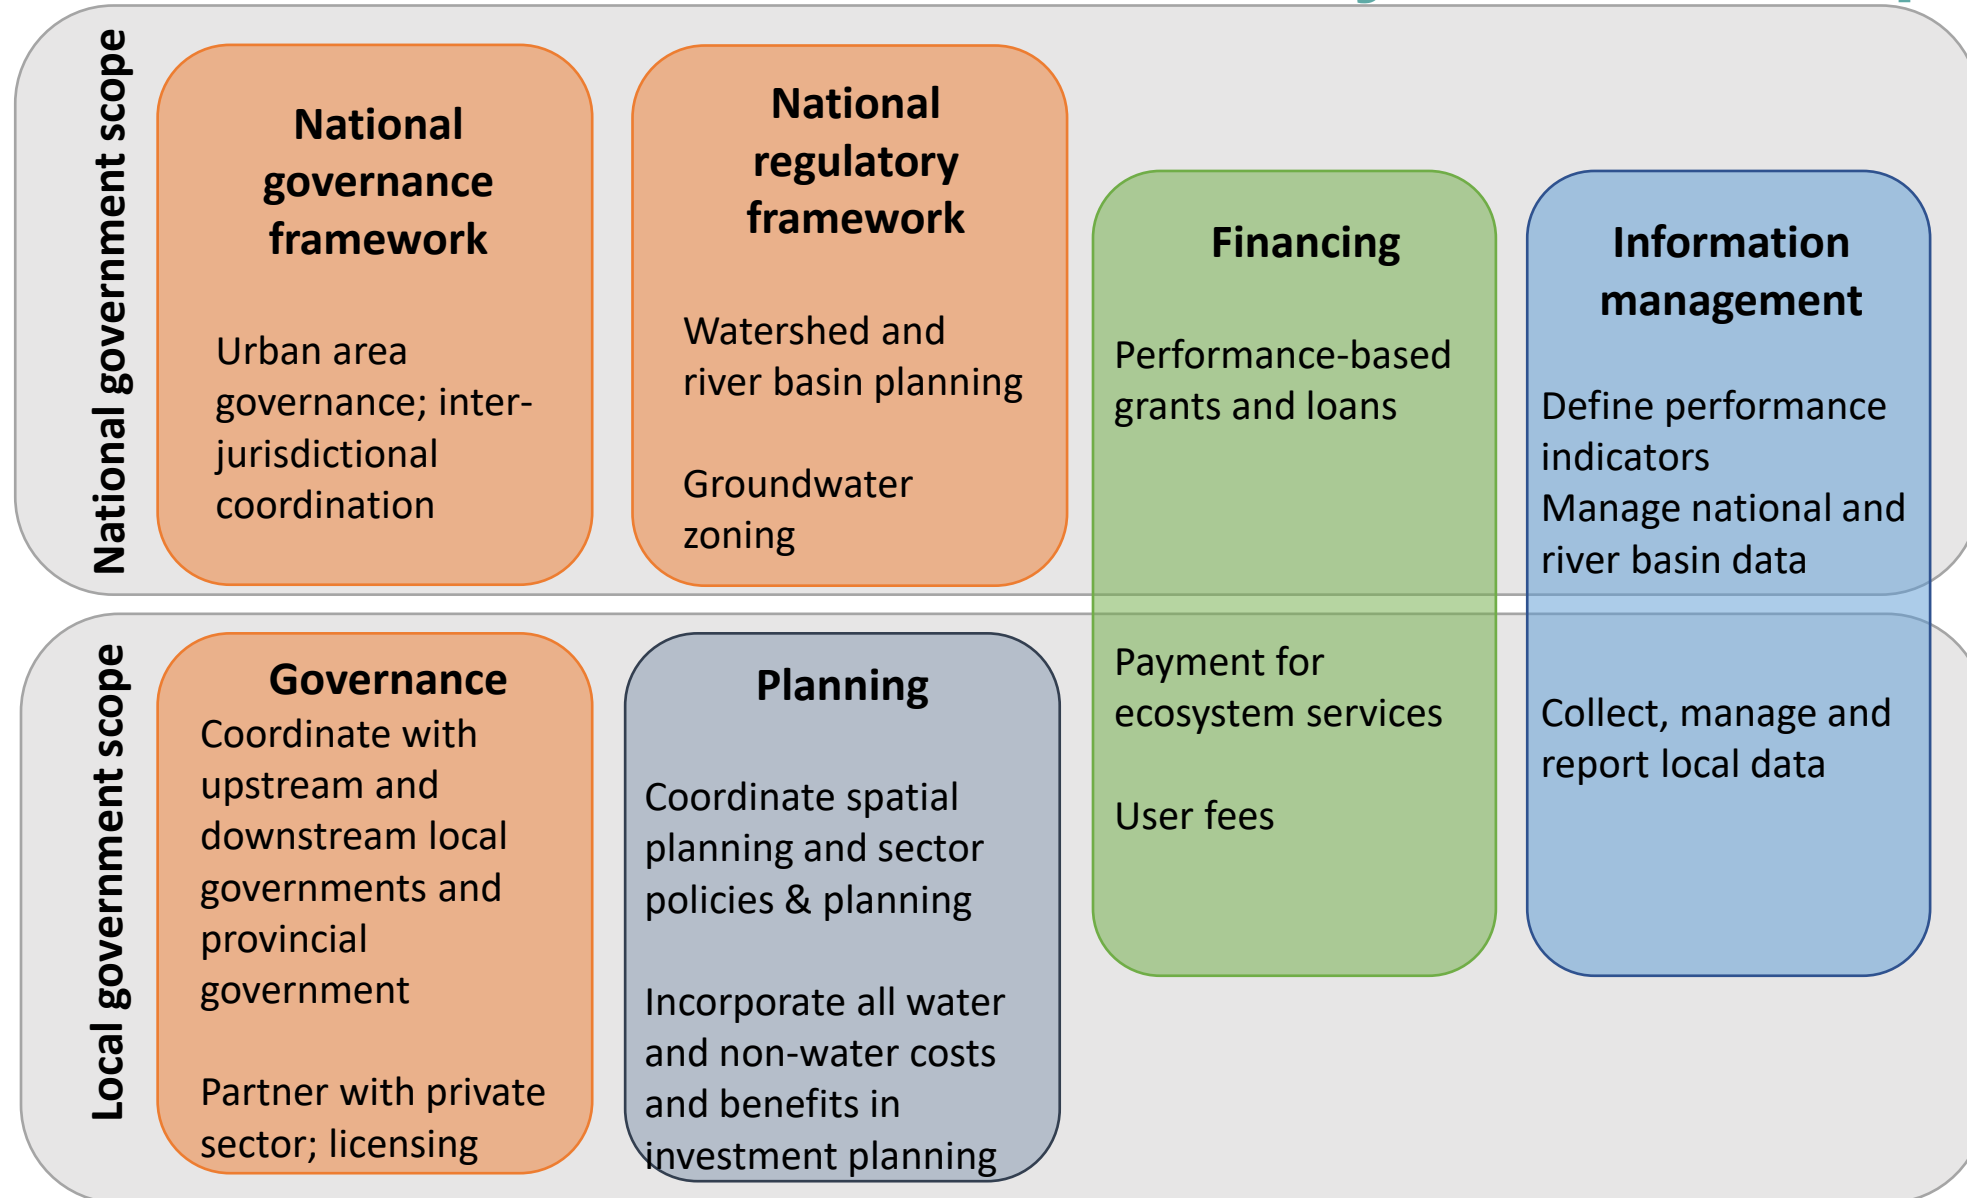 National government scope
National
governance
framework
Urban area
governance; inter-
jurisdictional
coordination
National
regulatory
framework
Watershed and
river basin planning
Groundwater
zoning
Financing
Performance-based
grants and loans
Payment for
ecosystem services
User fees
Information
management
Define performance
indicators
Manage national and
river basin data
Collect, manage and
report local data
Local government scope
Governance
Coordinate with
upstream and
downstream local
governments and
provincial
government
Partner with private
sector; licensing
Planning
Coordinate spatial
planning and sector
policies & planning
Incorporate all water
and non-water costs
and benefits in
investment planning